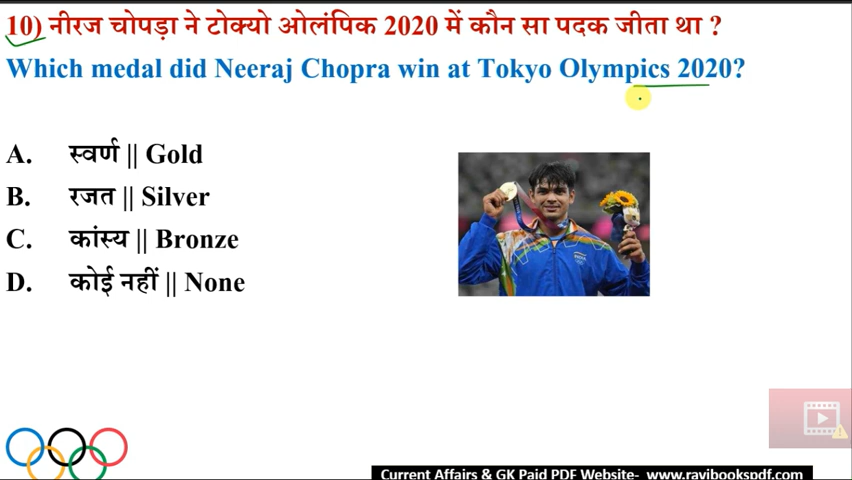 10) नीरज चोपड़ा ने टोक्यो ओलंपिक 2020 में कौन सा पदक जीता था ?
Which medal did Neeraj Chopra win at Tokyo Olympics 2020?
A. स्वर्ण || Gold
B. रजत || Silver
C. कांस्य || Bronze
D. कोई नहीं || None
INDIA
Current Affairs & GK Paid PDF Website- www.ravibookspdf.com